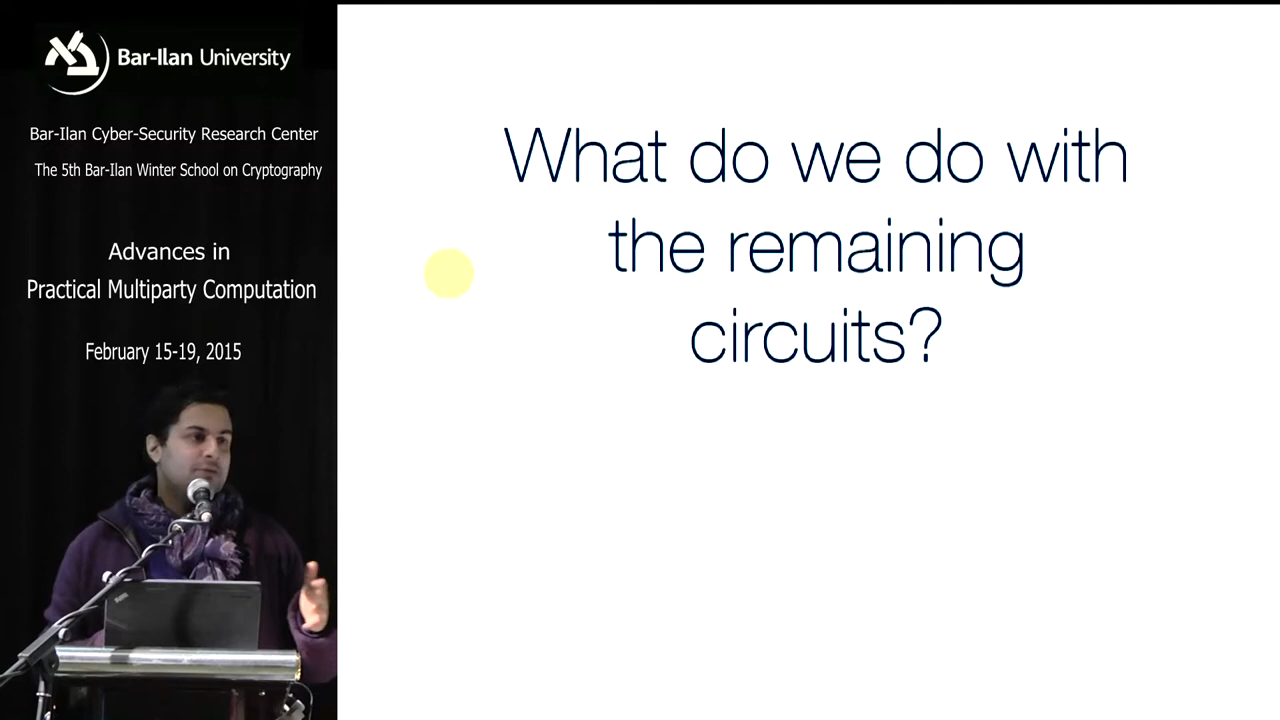 Bar-Ilan University
Bar-Ilan Cyber-Security Research Center
The 5th Bar-Ilan Winter School on Cryptography
Advances in
Practical Multiparty Computation
February 15-19, 2015
What do we do with
the remaining
circuits?